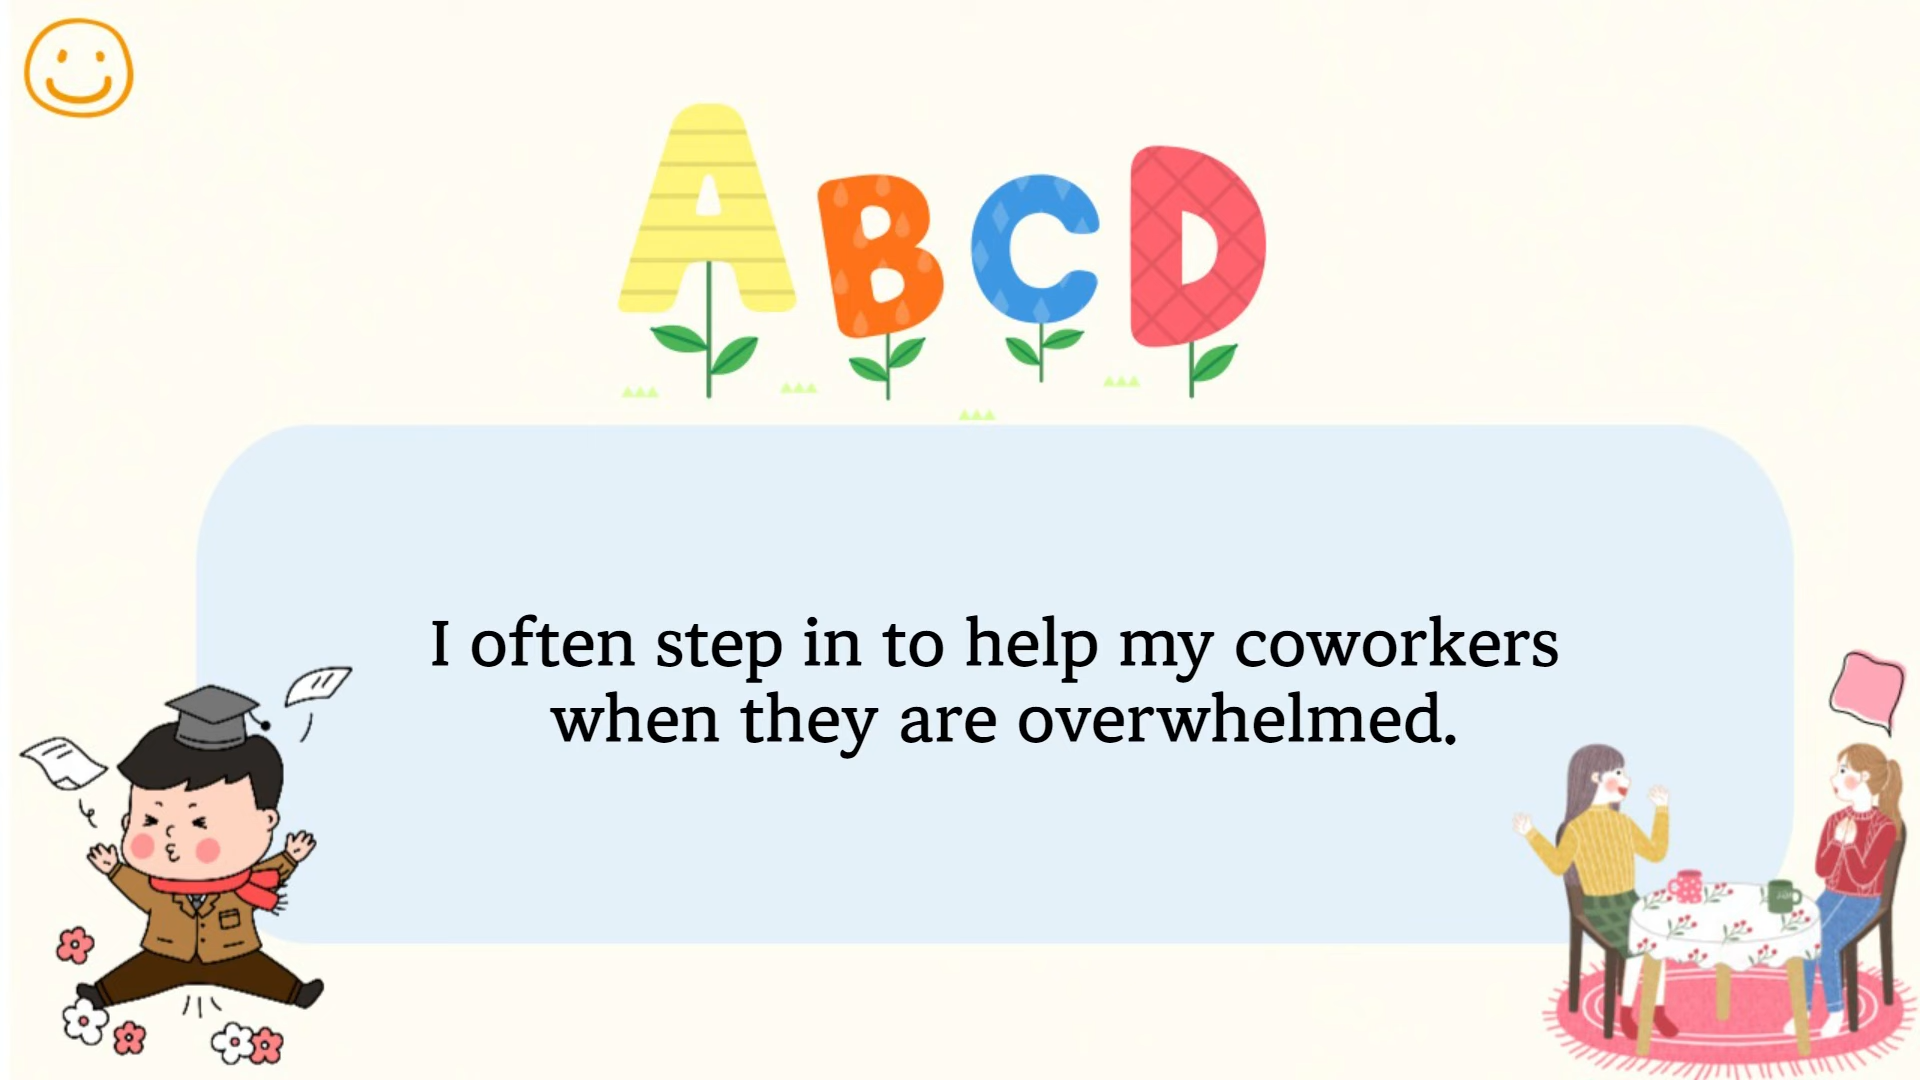 ABCD
I often step in to help my coworkers
when they are overwhelmed.